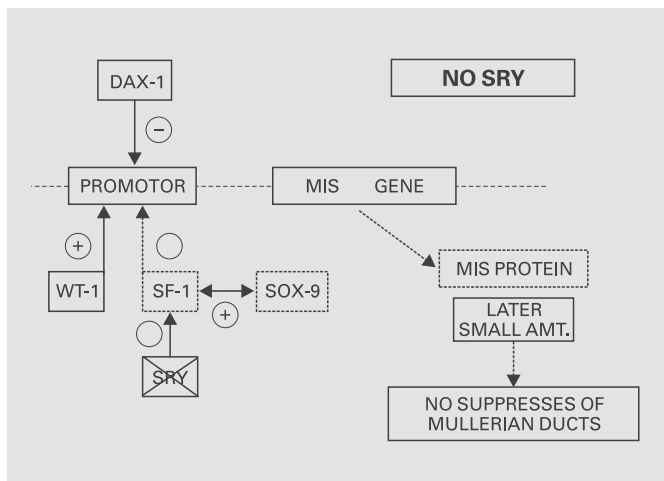 DAX-1
NO SRY
−
PROMOTOR
MIS GENE
+
WT-1
SF-1
SOX-9
+
MIS PROTEIN
LATER
SMALL AMT.
SRY
NO SUPPRESSES OF
MULLERIAN DUCTS